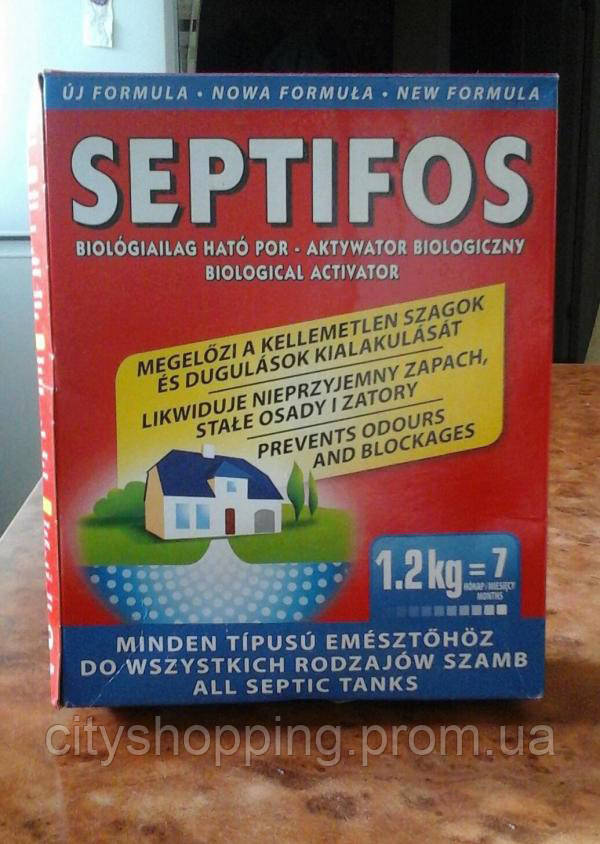 ÚJ FORMULA • NOWA FORMUŁA • NEW FORMULA
SEPTIFOS
BIOLÓGIAILAG HATÓ POR - AKTYWATOR BIOLOGICZNY
BIOLOGICAL ACTIVATOR
MEGELŐZI A KELLEMETLEN SZAGOK
ÉS DUGULÁSOK KIALAKULÁSÁT
LIKWIDUJE NIEPRZYJEMNY ZAPACH,
STAŁE OSADY I ZATORY
PREVENTS ODOURS
AND BLOCKAGES
1.2kg = 7
HÓNAP/MIESIĘCY
MONTHS
MINDEN TÍPUSÚ EMÉSZTŐHÖZ
DO WSZYSTKICH RODZAJÓW SZAMB
ALL SEPTIC TANKS
cityshopping.prom.ua